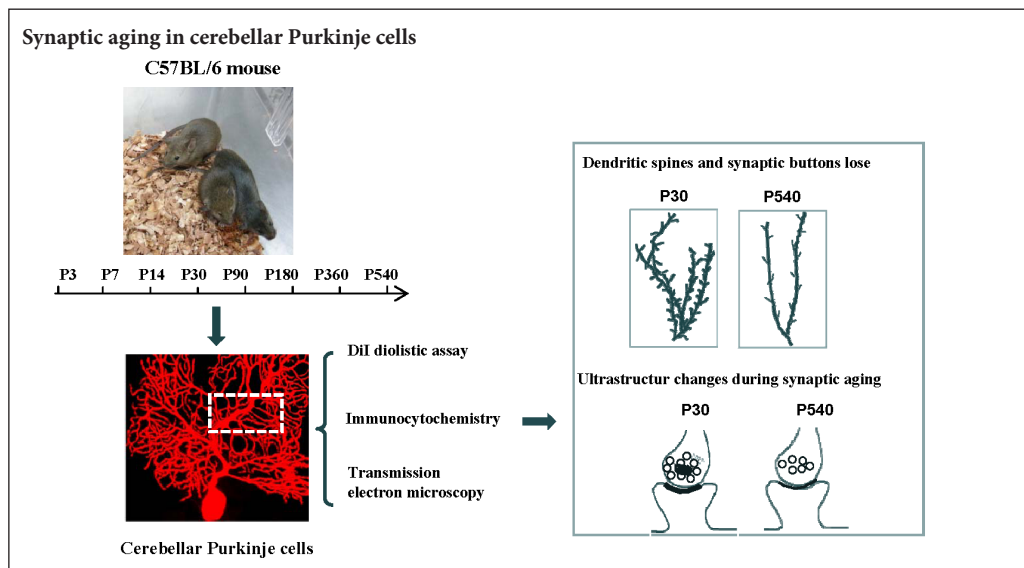 Synaptic aging in cerebellar Purkinje cells
C57BL/6 mouse
P3 P7 P14 P30 P90 P180 P360 P540
DiI diolistic assay
Immunocytochemistry
Transmission
electron microscopy
Cerebellar Purkinje cells
Dendritic spines and synaptic buttons lose
P30 P540
Ultrastructur changes during synaptic aging
P30 P540